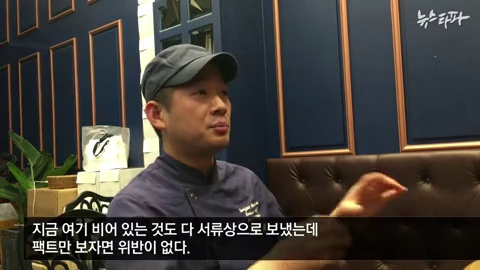 뉴스타파
지금 여기 비어 있는 것도 다 서류상으로 보냈는데
팩트만 보자면 위반이 없다.